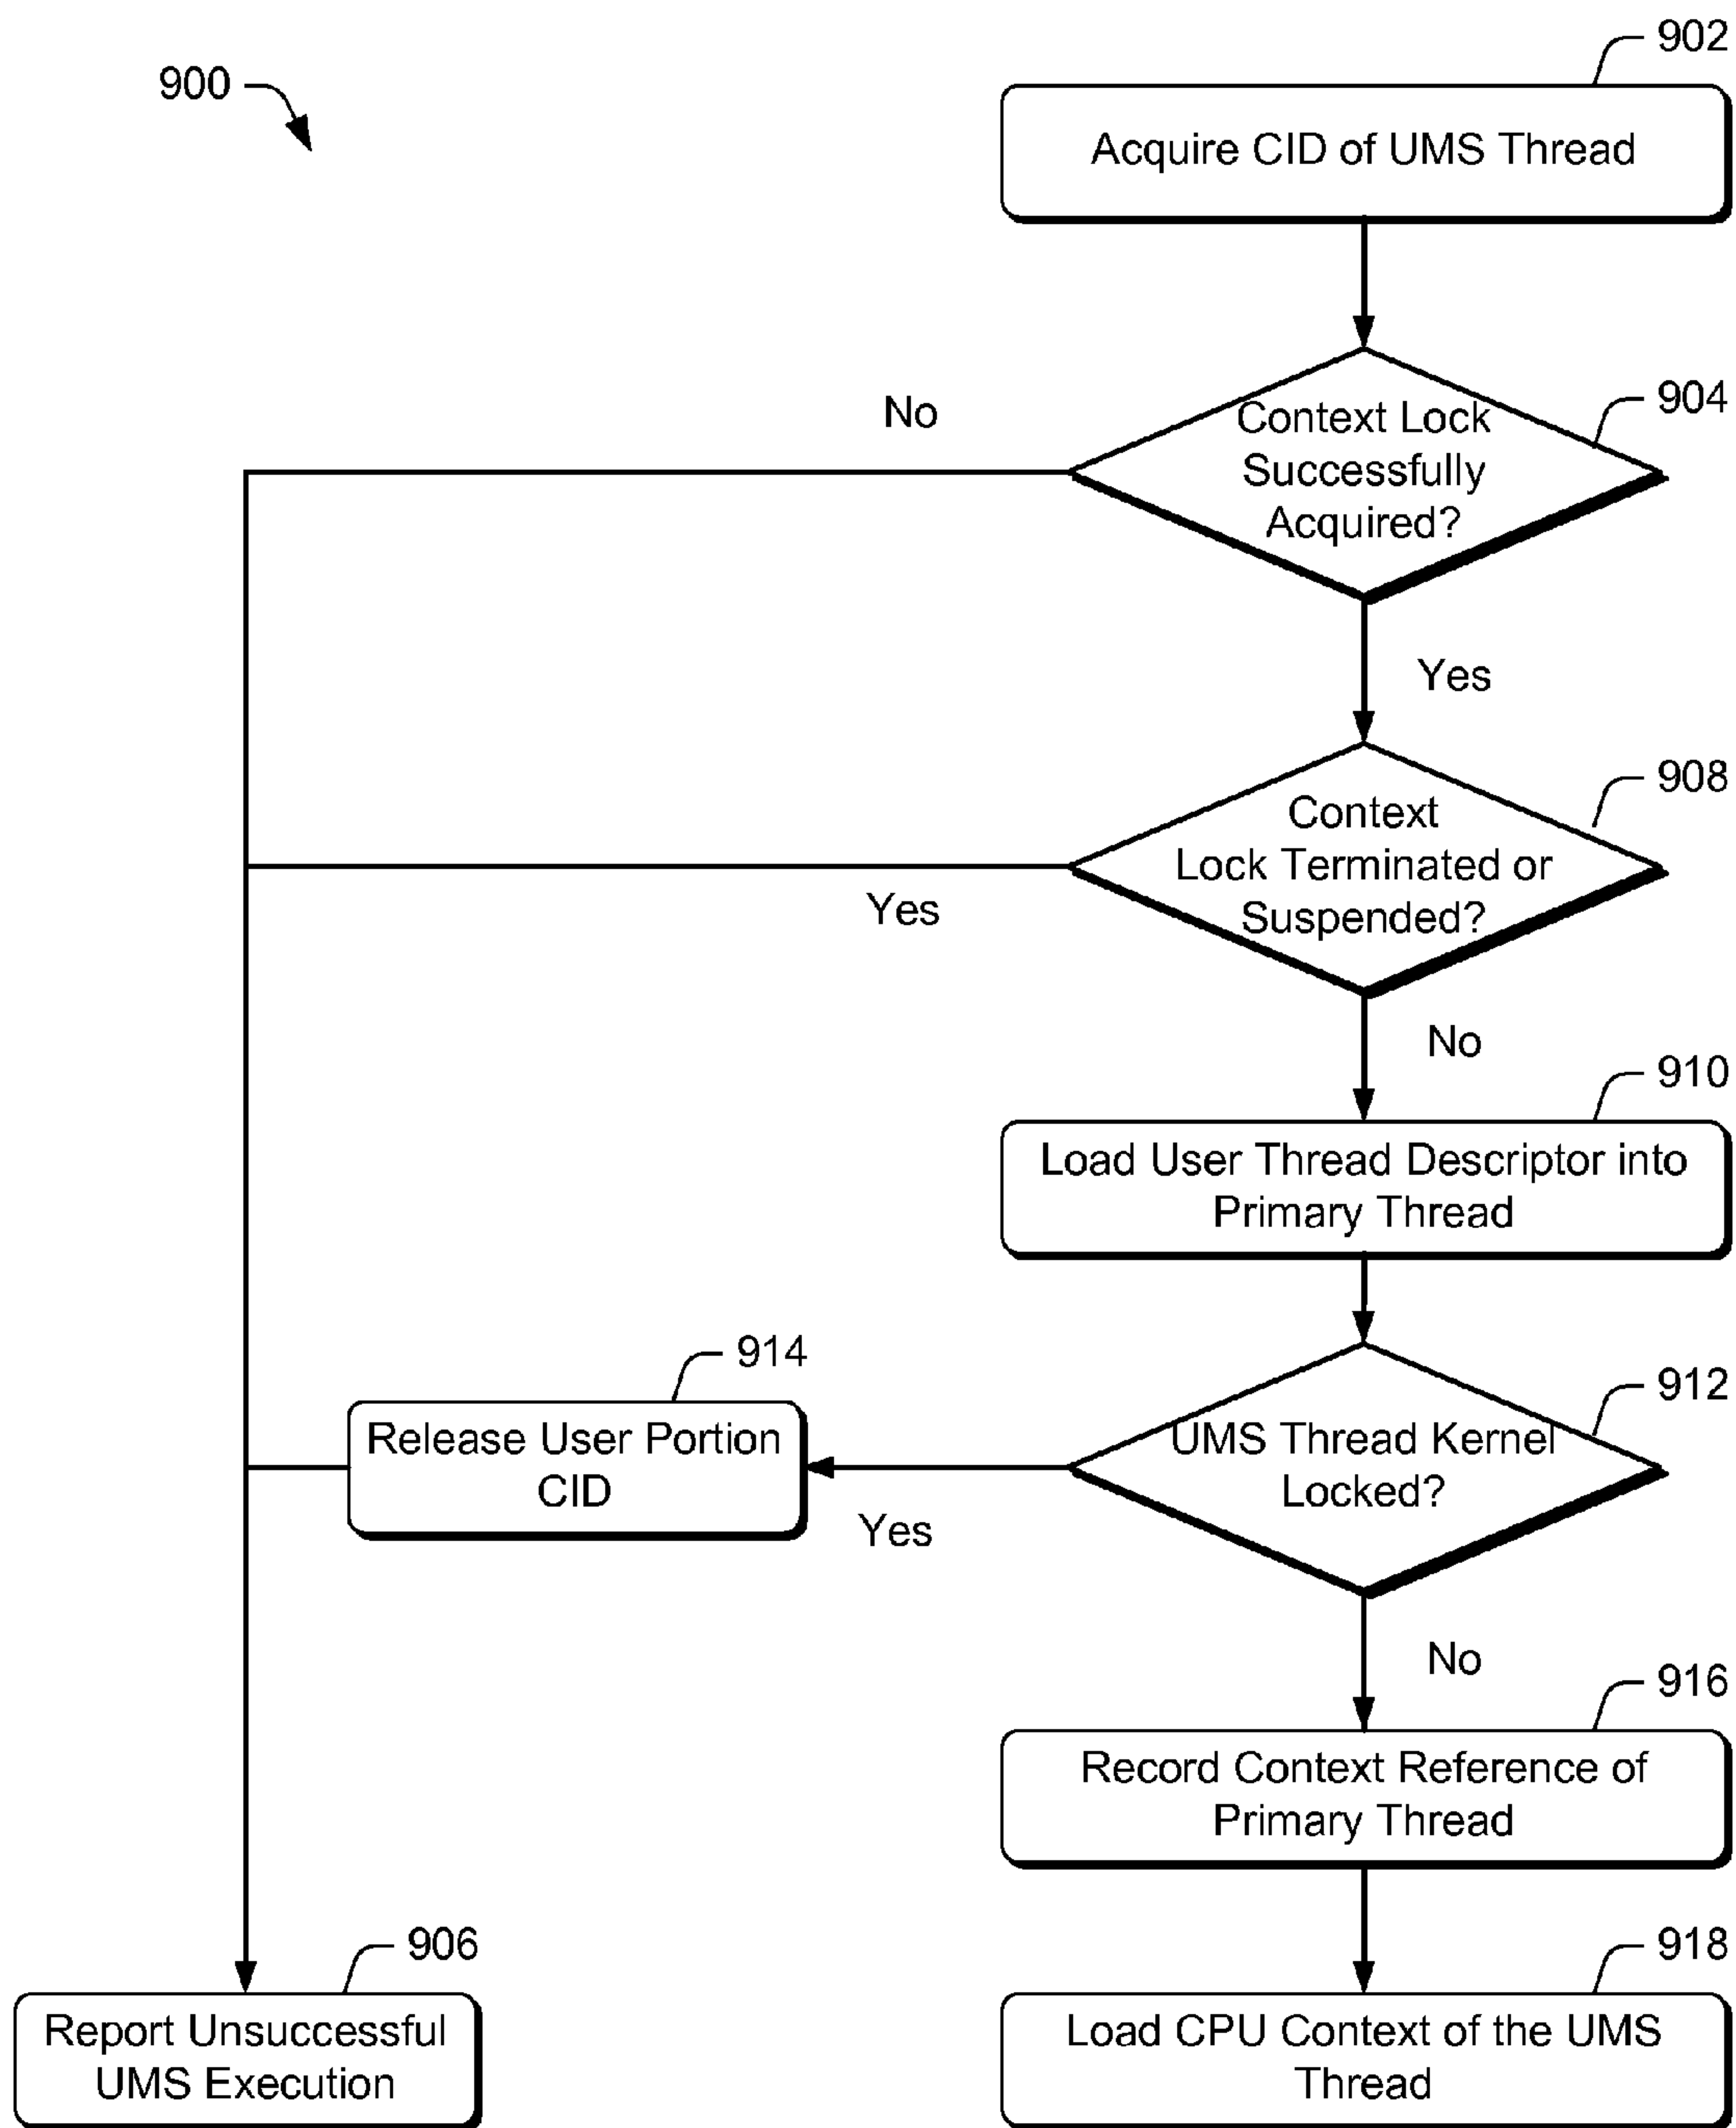 900
902
Acquire CID of UMS Thread
904
No
Context Lock
Successfully
Acquired?
Yes
908
Context
Lock Terminated or
Suspended?
Yes
No
910
Load User Thread Descriptor into
Primary Thread
914
912
Release User Portion
CID
UMS Thread Kernel
Locked?
Yes
No
916
Record Context Reference of
Primary Thread
906
918
Report Unsuccessful
UMS Execution
Load CPU Context of the UMS
Thread